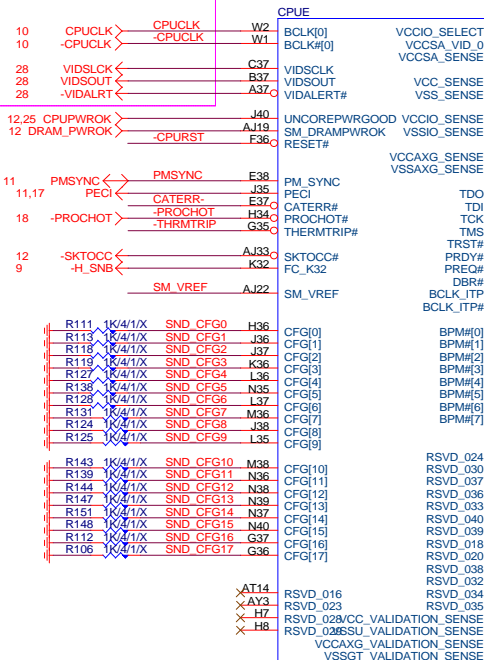 CPUE
10 CPUCLK CPUCLK W2 BCLK[0] VCCIO_SELECT
10 -CPUCLK -CPUCLK W1 BCLK#[0] VCCSA_VID_0
VCCSA_SENSE
28 VIDSLCK C37 VIDSCLK
28 VIDSOUT B37 VIDSOUT VCC_SENSE
28 -VIDALRT A37 VIDALERT# VSS_SENSE
12,25 CPUPWROK J40 UNCOREPWRGOOD VCCIO_SENSE
12 DRAM_PWROK AJ19 SM_DRAMPWROK VSSIO_SENSE
-CPURST F36 RESET#
VCCAXG_SENSE
VSSAXG_SENSE
11 PMSYNC PMSYNC E38 PM_SYNC
11,17 PECI J35 PECI TDO
CATERR- E37 CATERR# TDI
18 -PROCHOT -PROCHOT H34 PROCHOT# TCK
-THRMTRIP G35 THERMTRIP# TMS
TRST#
12 -SKTOCC AJ33 SKTOCC# PRDY#
9 -H_SNB K32 FC_K32 PREQ#
DBR#
SM_VREF AJ22 SM_VREF BCLK_ITP
BCLK_ITP#
R111 1K/4/1/X SND_CFG0 H36 CFG[0] BPM#[0]
R113 1K/4/1/X SND_CFG1 J36 CFG[1] BPM#[1]
R118 1K/4/1/X SND_CFG2 J37 CFG[2] BPM#[2]
R119 1K/4/1/X SND_CFG3 K36 CFG[3] BPM#[3]
R127 1K/4/1/X SND_CFG4 L36 CFG[4] BPM#[4]
R138 1K/4/1/X SND_CFG5 N35 CFG[5] BPM#[5]
R128 1K/4/1/X SND_CFG6 L37 CFG[6] BPM#[6]
R131 1K/4/1/X SND_CFG7 M36 CFG[7] BPM#[7]
R124 1K/4/1/X SND_CFG8 J38 CFG[8]
R125 1K/4/1/X SND_CFG9 L35 CFG[9]
RSVD_024
R143 1K/4/1/X SND_CFG10 M38 CFG[10] RSVD_030
R139 1K/4/1/X SND_CFG11 N36 CFG[11] RSVD_037
R144 1K/4/1/X SND_CFG12 N38 CFG[12] RSVD_036
R147 1K/4/1/X SND_CFG13 N39 CFG[13] RSVD_033
R151 1K/4/1/X SND_CFG14 N37 CFG[14] RSVD_040
R148 1K/4/1/X SND_CFG15 N40 CFG[15] RSVD_039
R112 1K/4/1/X SND_CFG16 G37 CFG[16] RSVD_018
R106 1K/4/1/X SND_CFG17 G36 CFG[17] RSVD_020
RSVD_038
RSVD_032
AT14 RSVD_016 RSVD_034
AY3 RSVD_023 RSVD_035
H7 RSVD_028 VCC_VALIDATION_SENSE
H8 VALIDATION_SENSE
VCCAXG_VALIDATION_SENSE
VSSGT_VALIDATION_SENSE